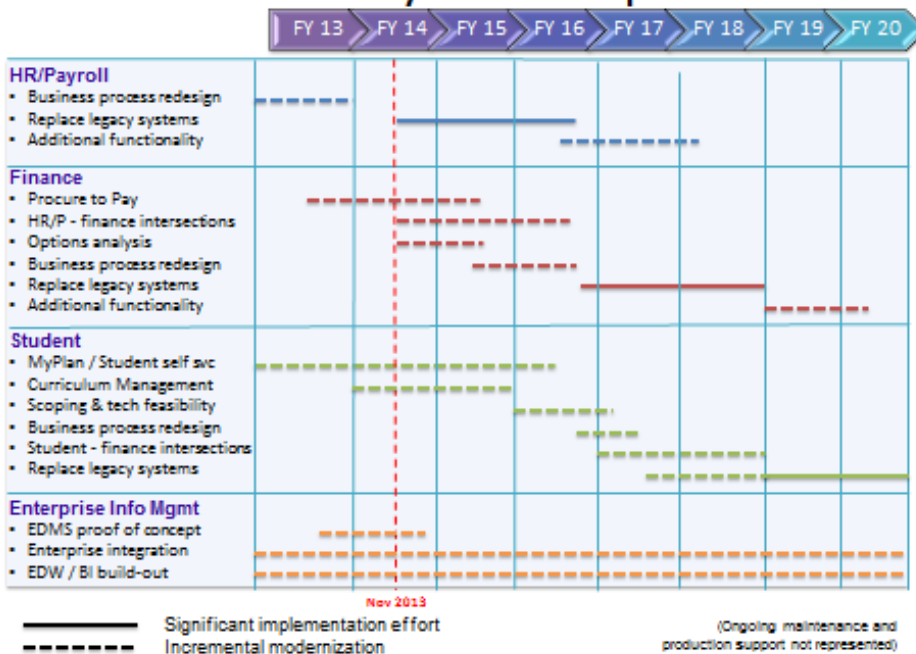 FY 13 FY 14 FY 15 FY 16 FY 17 FY 18 FY 19 FY 20
HR/Payroll
• Business process redesign
• Replace legacy systems
• Additional functionality
Finance
• Procure to Pay
• HR/P - finance intersections
• Options analysis
• Business process redesign
• Replace legacy systems
• Additional functionality
Student
• MyPlan / Student self svc
• Curriculum Management
• Scoping & tech feasibility
• Business process redesign
• Student - finance intersections
• Replace legacy systems
Enterprise Info Mgmt
• EDMS proof of concept
• Enterprise integration
• EDW / BI build-out
Nov 2013
Significant implementation effort
Incremental modernization
(Ongoing maintenance and
production support not represented)